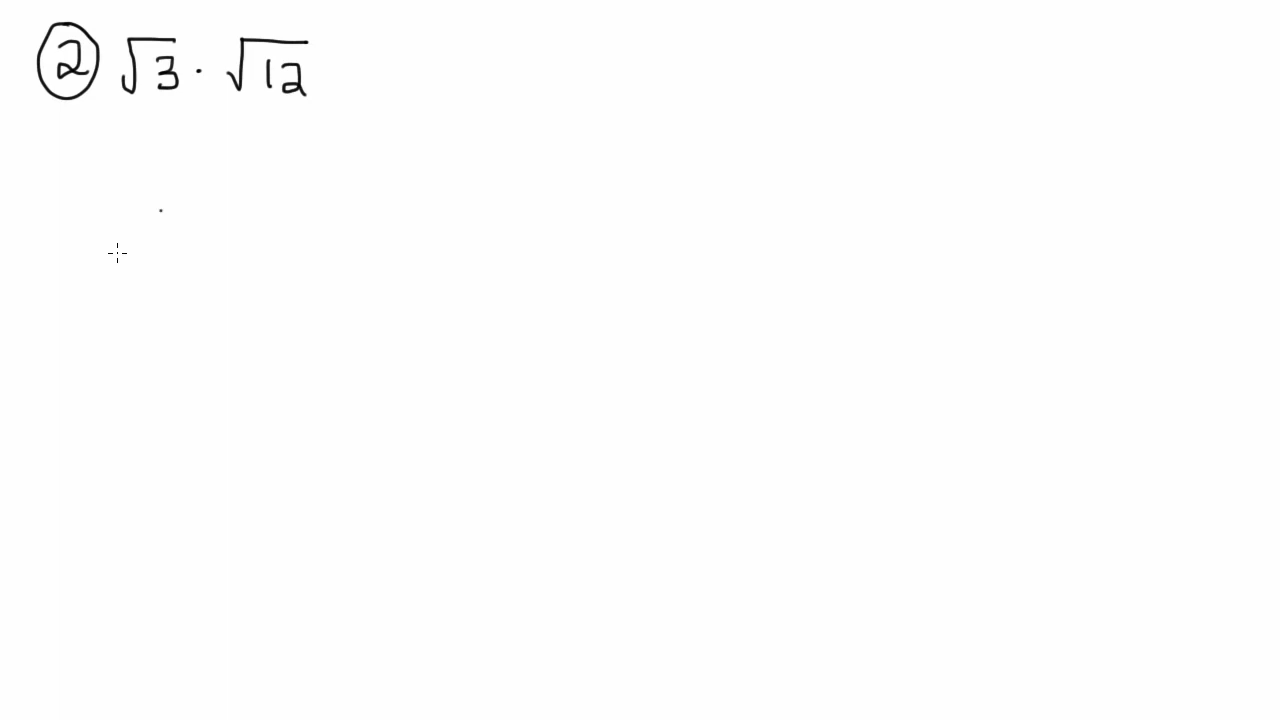 ② √3 · √12